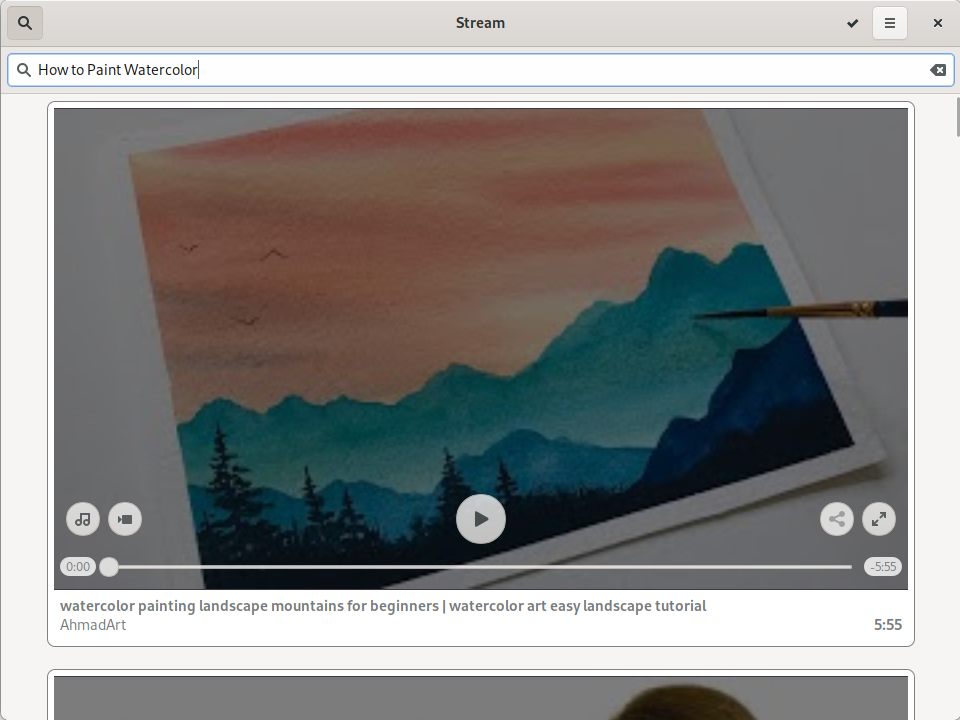 Stream
How to Paint Watercolor
0:00
-5:55
watercolor painting landscape mountains for beginners | watercolor art easy landscape tutorial
AhmadArt
5:55